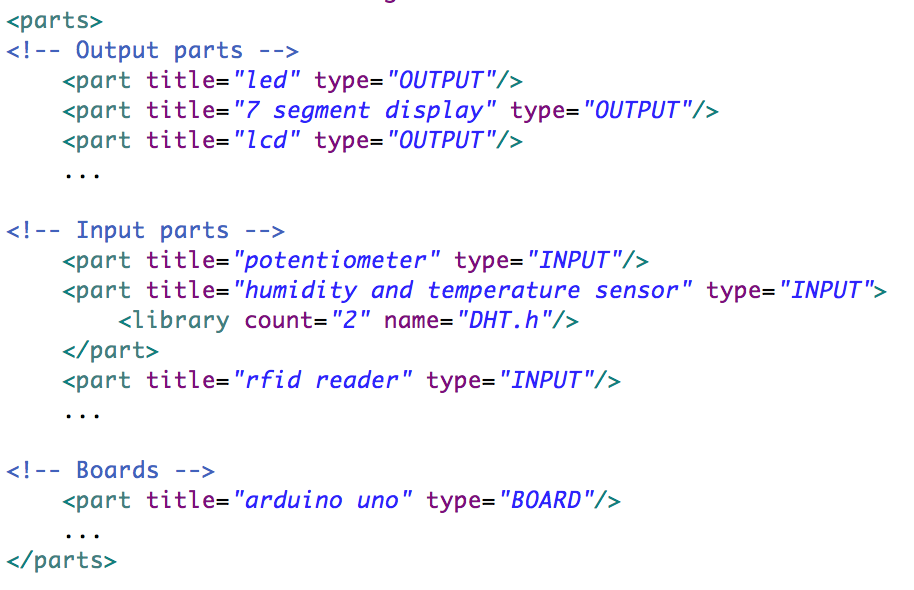 <parts>
<!-- Output parts -->
    <part title="led" type="OUTPUT"/>
    <part title="7 segment display" type="OUTPUT"/>
    <part title="lcd" type="OUTPUT"/>
    ...

<!-- Input parts -->
    <part title="potentiometer" type="INPUT"/>
    <part title="humidity and temperature sensor" type="INPUT">
        <library count="2" name="DHT.h"/>
    </part>
    <part title="rfid reader" type="INPUT"/>
    ...

<!-- Boards -->
    <part title="arduino uno" type="BOARD"/>
    ...
</parts>